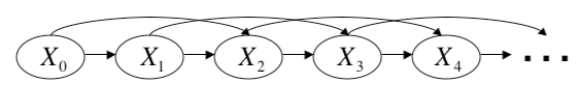 X₀ X₁ X₂ X₃ X₄ ...